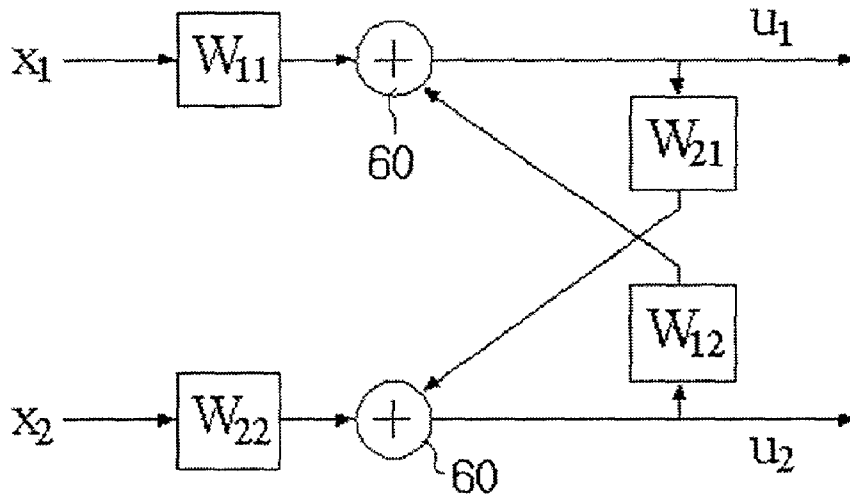 x₁ W₁₁ + u₁
60
W₂₁
W₁₂
x₂ W₂₂ + u₂
60